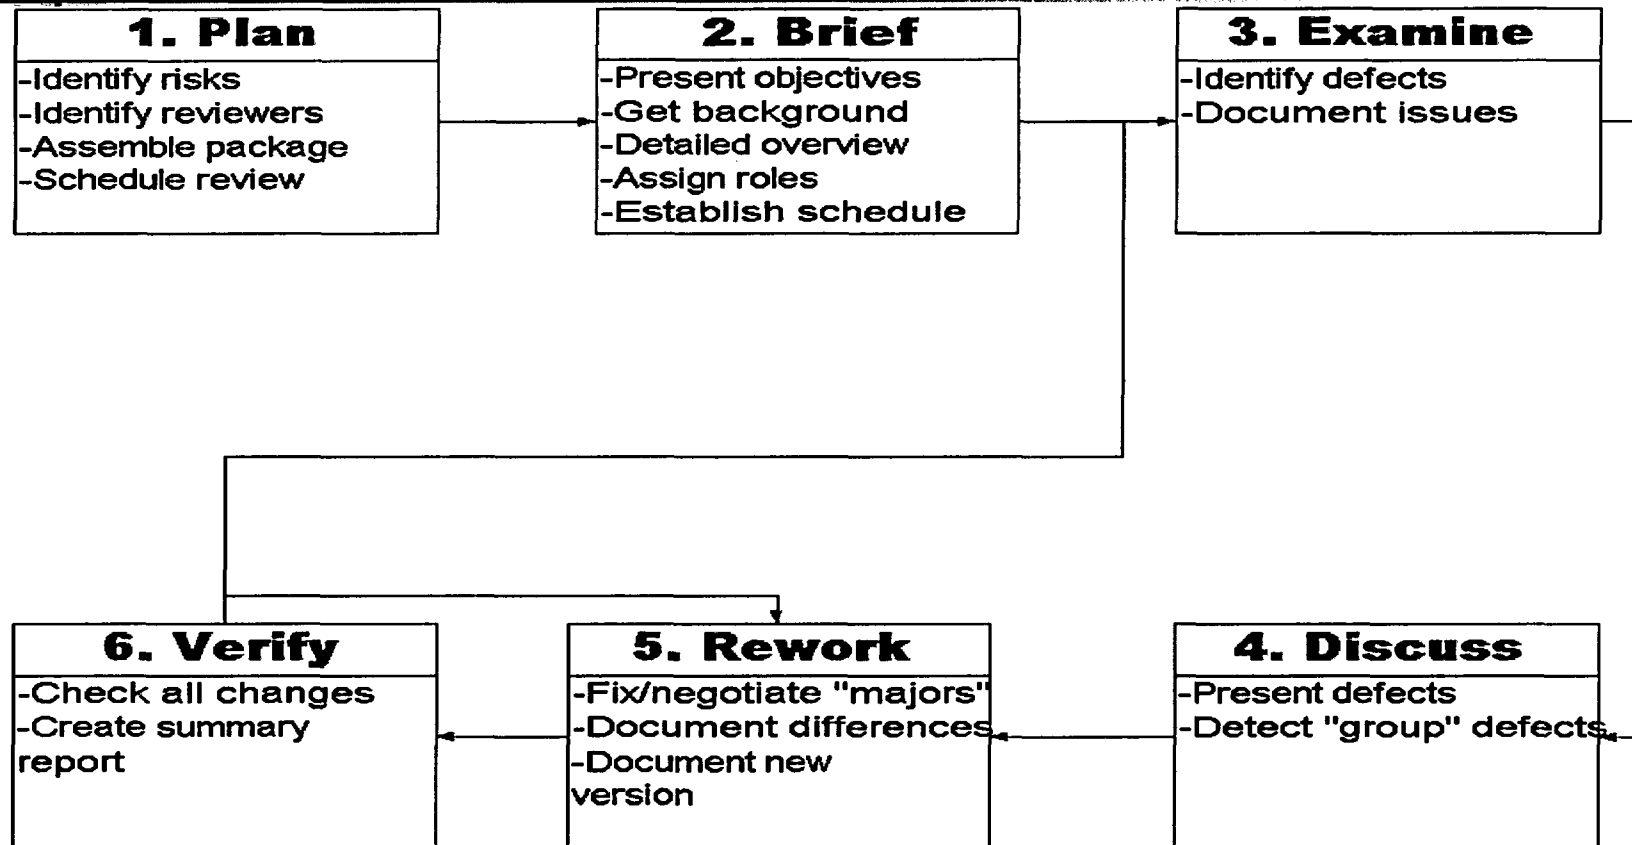 1. Plan
-Identify risks
-Identify reviewers
-Assemble package
-Schedule review
2. Brief
-Present objectives
-Get background
-Detailed overview
-Assign roles
-Establish schedule
3. Examine
-Identify defects
-Document issues
6. Verify
-Check all changes
-Create summary
report
5. Rework
-Fix/negotiate "majors"
-Document differences
-Document new
version
4. Discuss
-Present defects
-Detect "group" defects